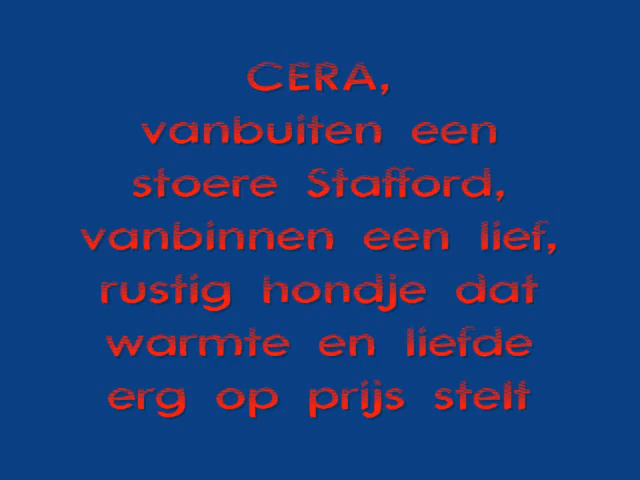 CERA,
vanbuiten een
stoere Stafford,
vanbinnen een lief,
rustig hondje dat
warmte en liefde
erg op prijs stelt